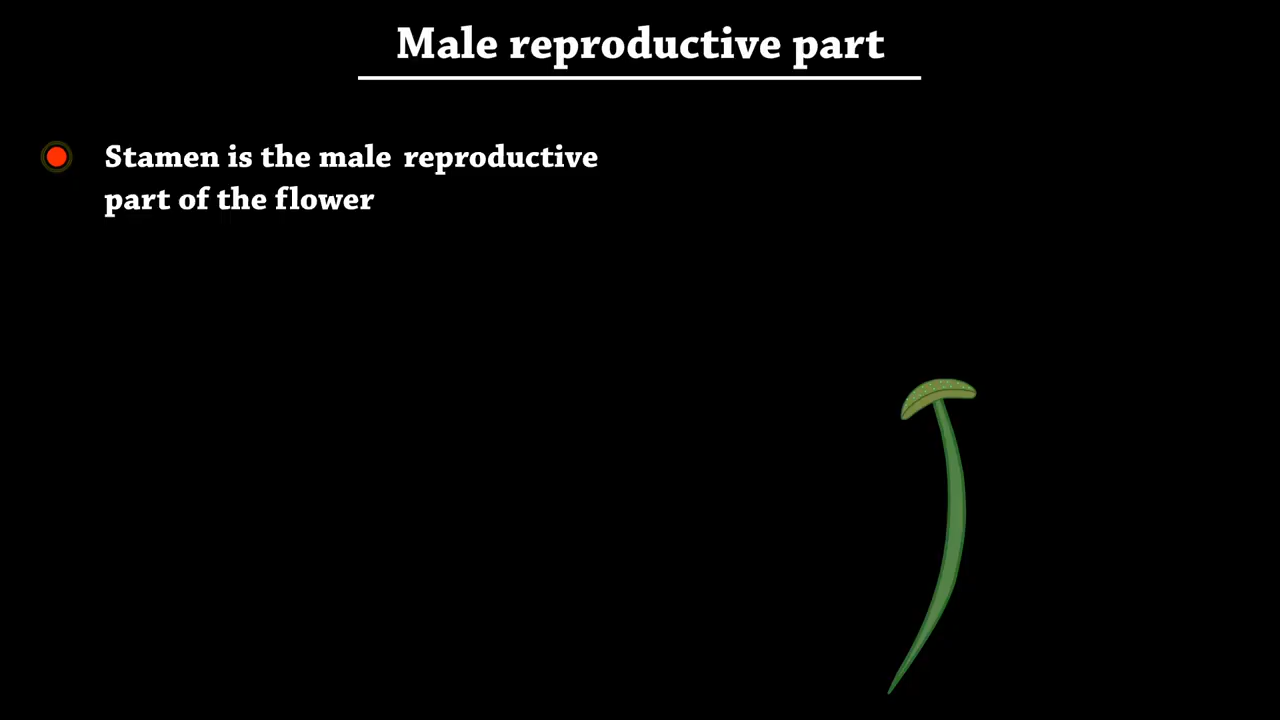 Male reproductive part
Stamen is the male reproductive
part of the flower